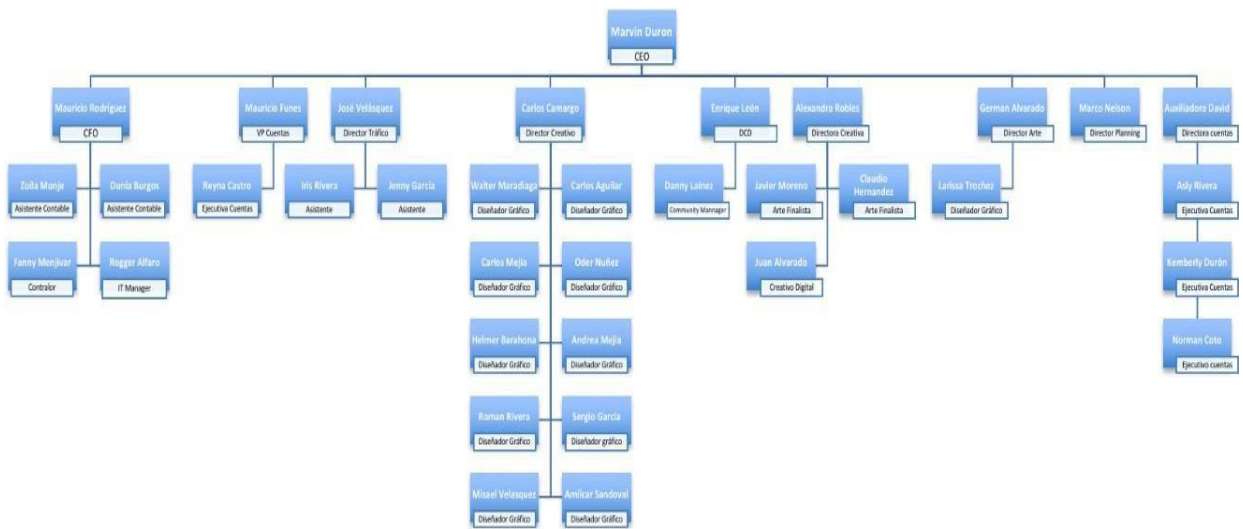 Marvin Duron
CEO
Mauricio Rodriguez
CFO
Mauricio Funes
VP Cuentas
José Velásquez
Director Tráfico
Carlos Camargo
Director Creativo
Enrique León
DCD
Alexandra Robles
Directora Creativa
German Alvarado
Director Arte
Marco Nelson
Director Planning
Auxiliadora David
Directora cuentas
Zoila Monje
Asistente Contable
Dunia Burgos
Asistente Contable
Fanny Menjivar
Contralor
Rogger Alfaro
IT Manager
Reyna Castro
Ejecutiva Cuentas
Iris Rivera
Asistente
Jenny García
Asistente
Walter Maradiaga
Diseñador Gráfico
Carlos Aguilar
Diseñador Gráfico
Carlos Mejia
Diseñador Gráfico
Oder Nuñez
Diseñador Gráfico
Helmer Barahona
Diseñador Gráfico
Andrea Mejia
Diseñador Gráfico
Roman Rivera
Diseñador Gráfico
Sergio Garcia
Diseñador gráfico
Misael Velasquez
Diseñador Gráfico
Amilcar Sandoval
Diseñador Gráfico
Danny Lainez
Community Mannager
Javier Moreno
Arte Finalista
Claudio
Hernandez
Arte Finalista
Juan Alvarado
Creativo Digital
Larissa Trochez
Diseñador Gráfico
Asly Rivera
Ejecutiva Cuentas
Kemberly Durón
Ejecutiva Cuentas
Norman Coto
Ejecutivo cuentas